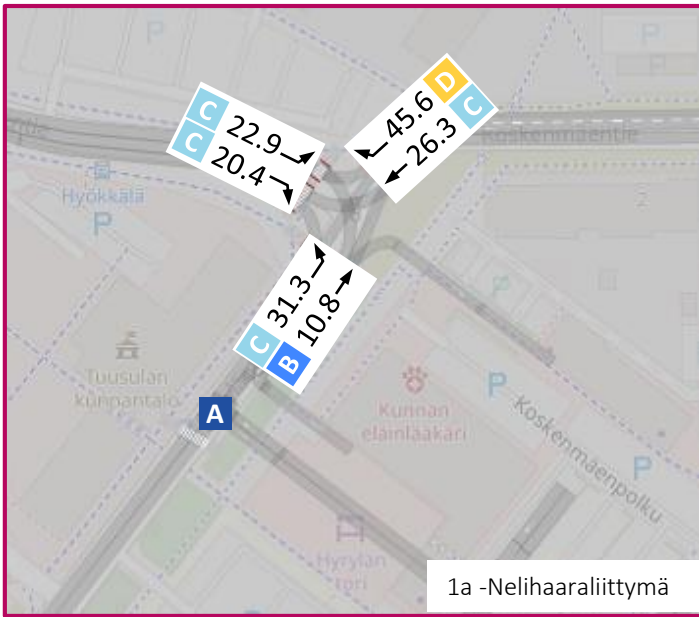 P
P
P
C 22.9
C 20.4
45.6 D
26.3 C
Koskenmäentie
Hyökkälä
P
2
C 31.3
B 10.8
Tuusulan
kunnantalo
A
Kunnan
eläinlääkäri
P
Koskenmäenpolku
P
Hyrylän
tori
P
P
1a -Nelihaaraliittymä